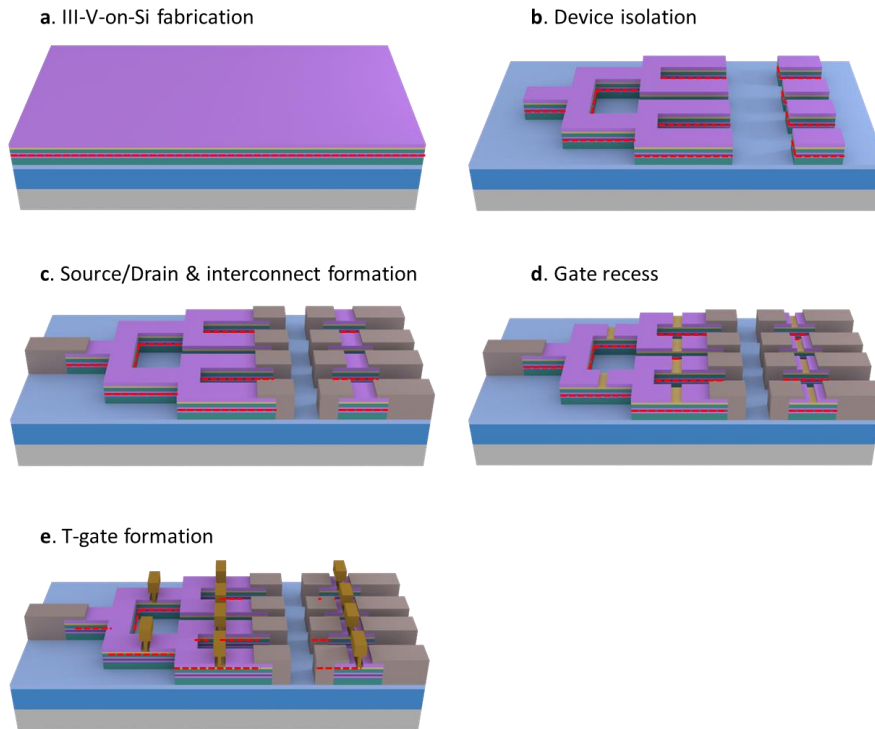 a. III-V-on-Si fabrication
b. Device isolation
c. Source/Drain & interconnect formation
d. Gate recess
e. T-gate formation